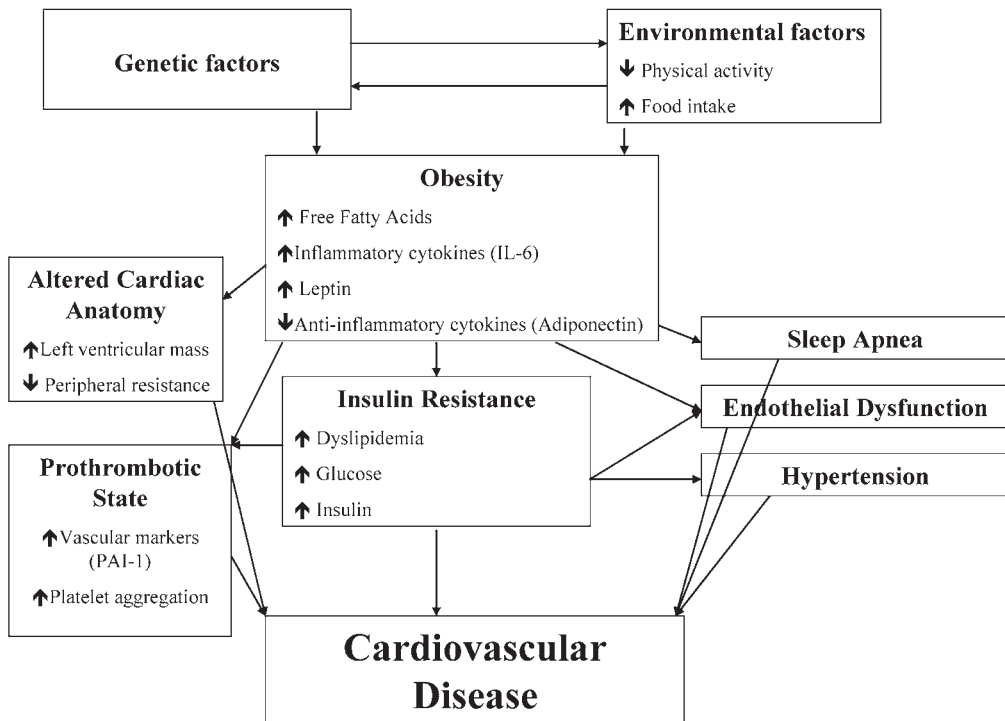 Genetic factors
Environmental factors
↓ Physical activity
↑ Food intake
Obesity
↑ Free Fatty Acids
↑ Inflammatory cytokines (IL-6)
↑ Leptin
↓ Anti-inflammatory cytokines (Adiponectin)
Altered Cardiac
Anatomy
↑ Left ventricular mass
↓ Peripheral resistance
Sleep Apnea
Insulin Resistance
↑ Dyslipidemia
↑ Glucose
↑ Insulin
Endothelial Dysfunction
Hypertension
Prothrombotic
State
↑ Vascular markers
(PAI-1)
↑ Platelet aggregation
Cardiovascular
Disease